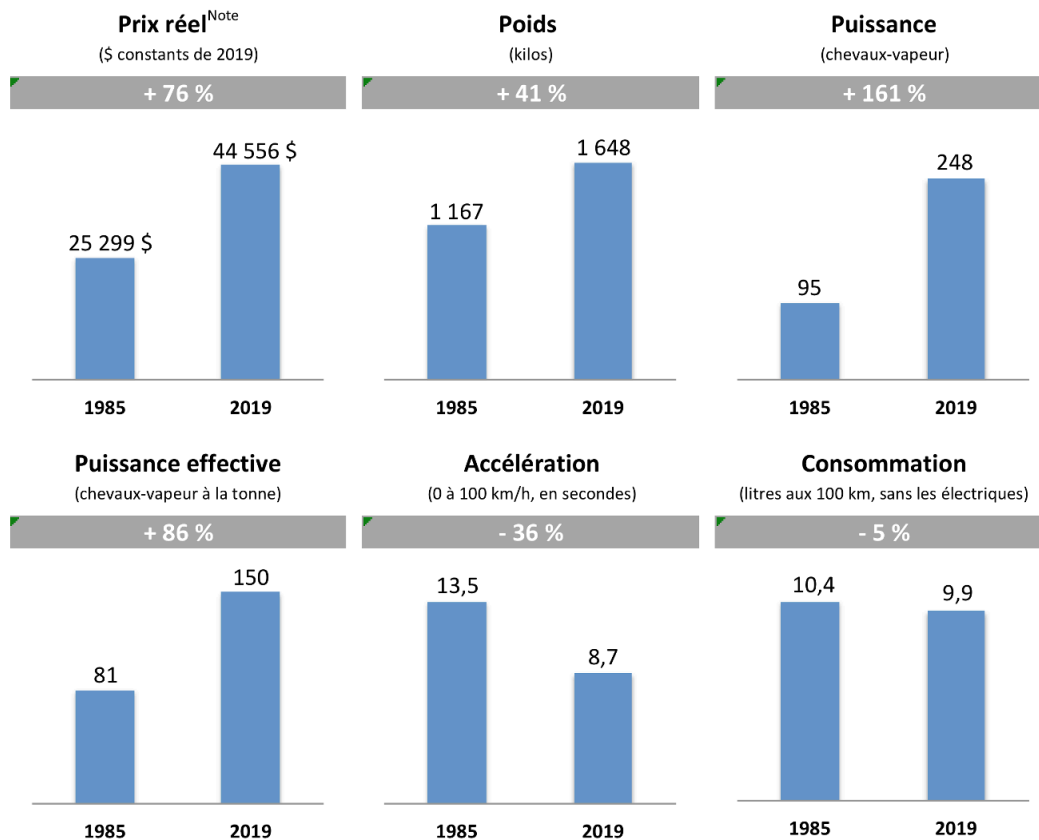 Prix réel Note
($ constants de 2019)
+ 76 %
44 556 $
25 299 $
1985 2019
Poids
(kilos)
+ 41 %
1 648
1 167
1985 2019
Puissance
(chevaux-vapeur)
+ 161 %
248
95
1985 2019
Puissance effective
(chevaux-vapeur à la tonne)
+ 86 %
150
81
1985 2019
Accélération
(0 à 100 km/h, en secondes)
- 36 %
13,5
8,7
1985 2019
Consommation
(litres aux 100 km, sans les électriques)
- 5 %
10,4
9,9
1985 2019